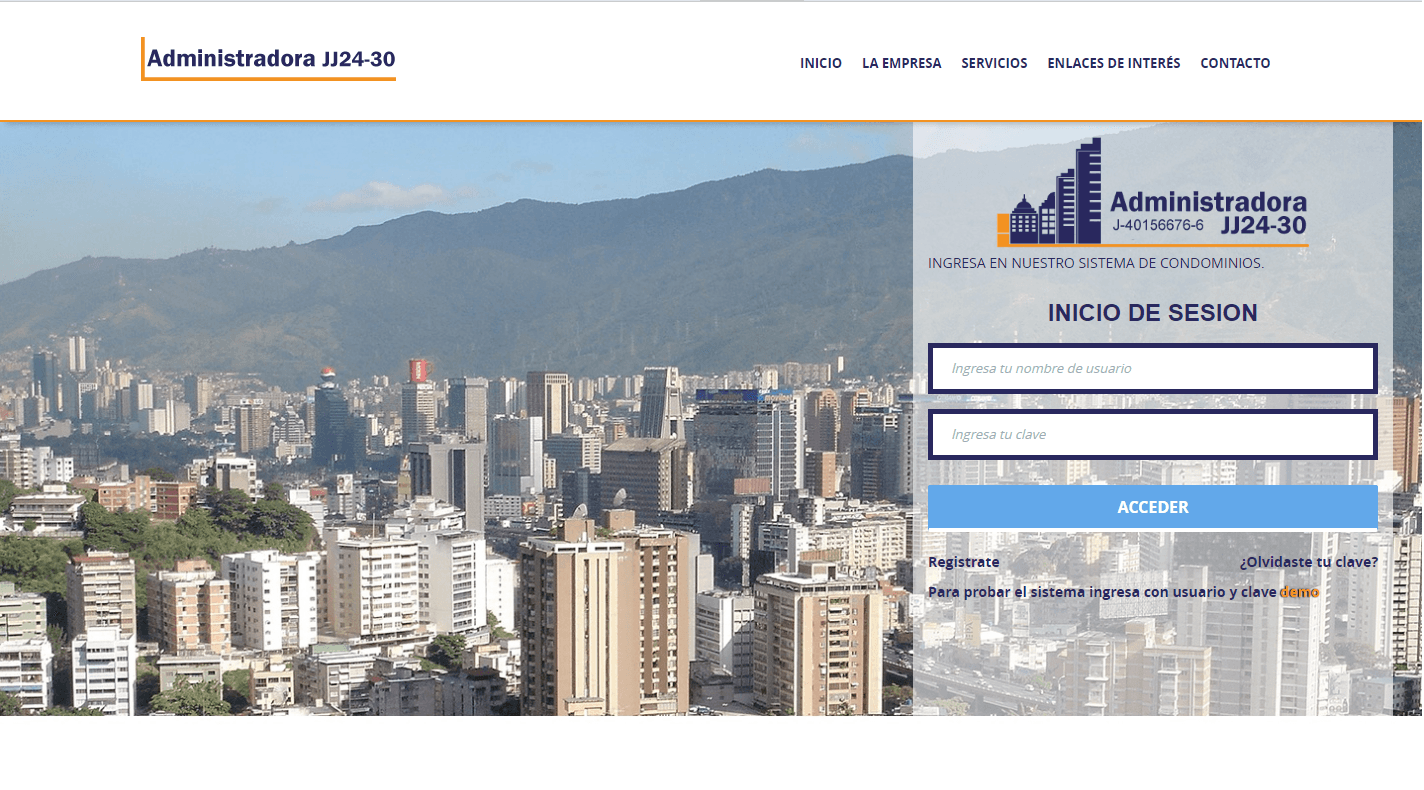 Administradora JJ24-30
INICIO LA EMPRESA SERVICIOS ENLACES DE INTERÉS CONTACTO
Administradora
J-40156676-6 JJ24-30
INGRESA EN NUESTRO SISTEMA DE CONDOMINIOS.
INICIO DE SESION
Ingresa tu nombre de usuario
Ingresa tu clave
ACCEDER
Registrate ¿Olvidaste tu clave?
Para probar el sistema ingresa con usuario y clave demo
movilnet